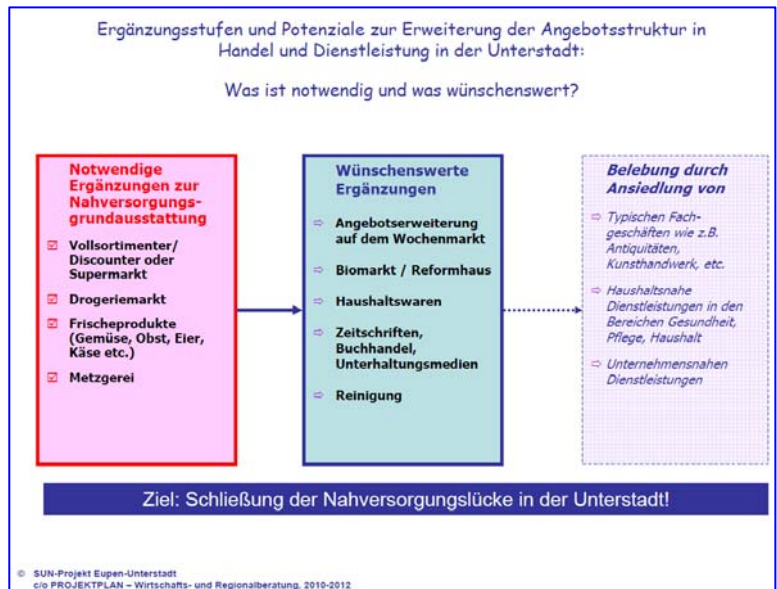 Ergänzungsstufen und Potenziale zur Erweiterung der Angebotsstruktur in
Handel und Dienstleistung in der Unterstadt:
Was ist notwendig und was wünschenswert?
Notwendige
Ergänzungen zur
Nahversorgungs-
grundausstattung
Vollsortimenter/
Discounter oder
Supermarkt
Drogeriemarkt
Frischeprodukte
(Gemüse, Obst, Eier,
Käse etc.)
Metzgerei
Wünschenswerte
Ergänzungen
Angebotserweiterung
auf dem Wochenmarkt
Biomarkt / Reformhaus
Haushaltswaren
Zeitschriften,
Buchhandel,
Unterhaltungsmedien
Reinigung
Belebung durch
Ansiedlung von
Typischen Fach-
geschäften wie z.B.
Antiquitäten,
Kunsthandwerk, etc.
Haushaltsnahe
Dienstleistungen in den
Bereichen Gesundheit,
Pflege, Haushalt
Unternehmensnahen
Dienstleistungen
Ziel: Schließung der Nahversorgungslücke in der Unterstadt!
© SUN-Projekt Eupen-Unterstadt
c/o PROJEKTPLAN – Wirtschafts- und Regionalberatung, 2010-2012